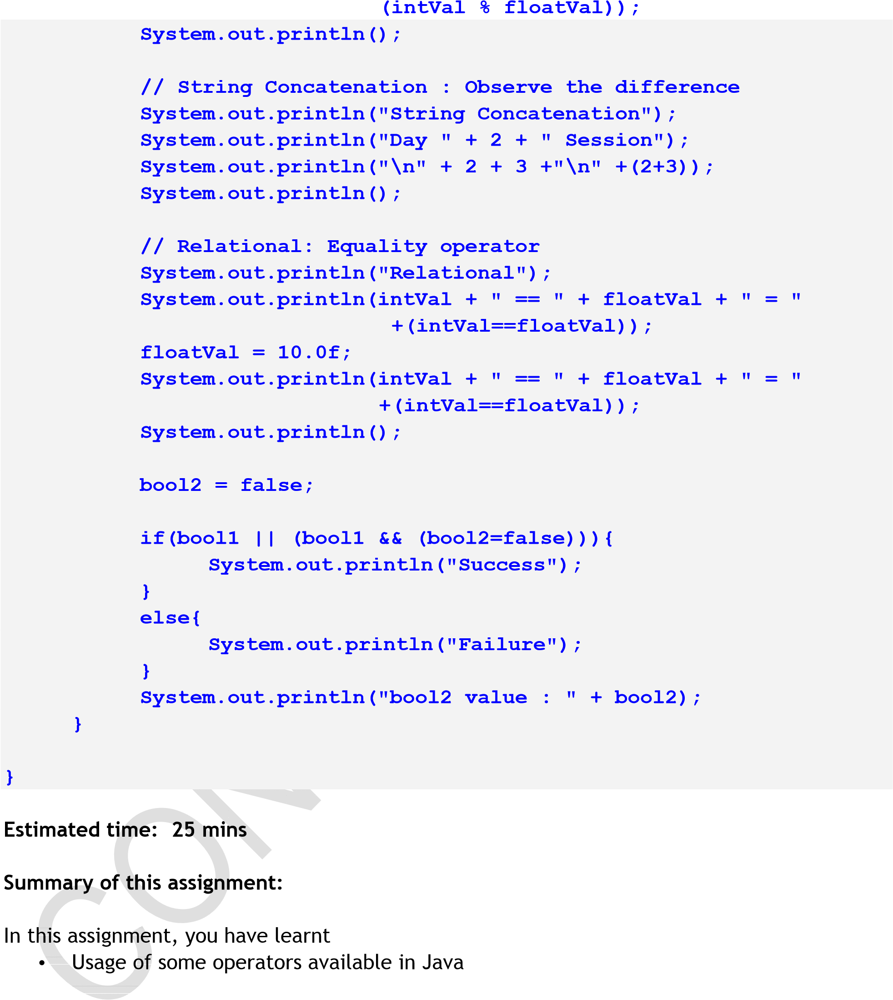 (intVal % floatVal));
System.out.println();
// String Concatenation : Observe the difference
System.out.println("String Concatenation");
System.out.println("Day " + 2 + " Session");
System.out.println("\n" + 2 + 3 +"\n" +(2+3));
System.out.println();
// Relational: Equality operator
System.out.println("Relational");
System.out.println(intVal + " == " + floatVal + " = "
+(intVal==floatVal));
floatVal = 10.0f;
System.out.println(intVal + " == " + floatVal + " = "
+(intVal==floatVal));
System.out.println();
bool2 = false;
if(bool1 || (bool1 && (bool2=false))){
System.out.println("Success");
}
else{
System.out.println("Failure");
}
System.out.println("bool2 value : " + bool2);
}
}
Estimated time: 25 mins
Summary of this assignment:
In this assignment, you have learnt
• Usage of some operators available in Java